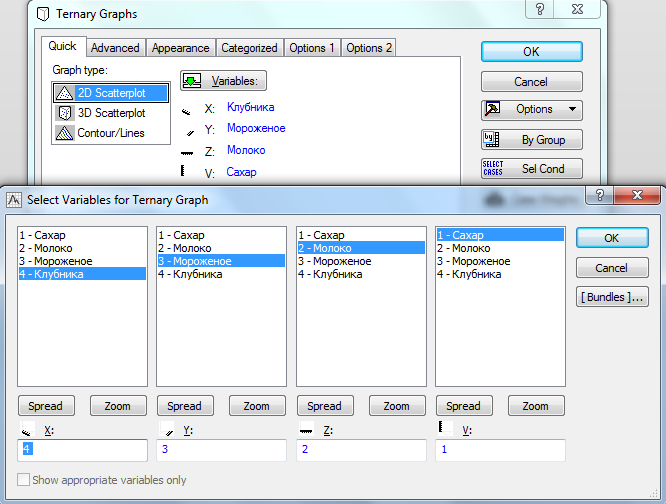 Ternary Graphs
Quick Advanced Appearance Categorized Options 1 Options 2
Graph type:
2D Scatterplot
3D Scatterplot
Contour/Lines
Variables:
X: Клубника
Y: Мороженое
Z: Молоко
V: Сахар
OK
Cancel
Options
By Group
SELECT CASES Sel Cond
Select Variables for Ternary Graph
1 - Сахар
2 - Молоко
3 - Мороженое
4 - Клубника
1 - Сахар
2 - Молоко
3 - Мороженое
4 - Клубника
1 - Сахар
2 - Молоко
3 - Мороженое
4 - Клубника
1 - Сахар
2 - Молоко
3 - Мороженое
4 - Клубника
OK
Cancel
[ Bundles ]...
Spread Zoom Spread Zoom Spread Zoom Spread Zoom
X: Y: Z: V:
4 3 2 1
Show appropriate variables only